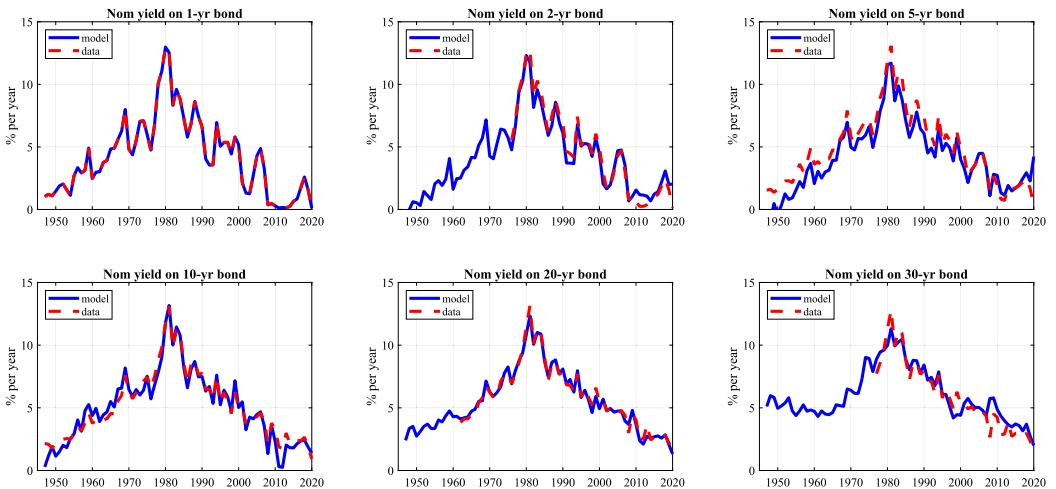 Nom yield on 1-yr bond
15
10
5
0
% per year
model
data
1950 1960 1970 1980 1990 2000 2010 2020
Nom yield on 2-yr bond
15
10
5
0
% per year
model
data
1950 1960 1970 1980 1990 2000 2010 2020
Nom yield on 5-yr bond
15
10
5
0
% per year
model
data
1950 1960 1970 1980 1990 2000 2010 2020
Nom yield on 10-yr bond
15
10
5
0
% per year
model
data
1950 1960 1970 1980 1990 2000 2010 2020
Nom yield on 20-yr bond
15
10
5
0
% per year
model
data
1950 1960 1970 1980 1990 2000 2010 2020
Nom yield on 30-yr bond
15
10
5
0
% per year
model
data
1950 1960 1970 1980 1990 2000 2010 2020